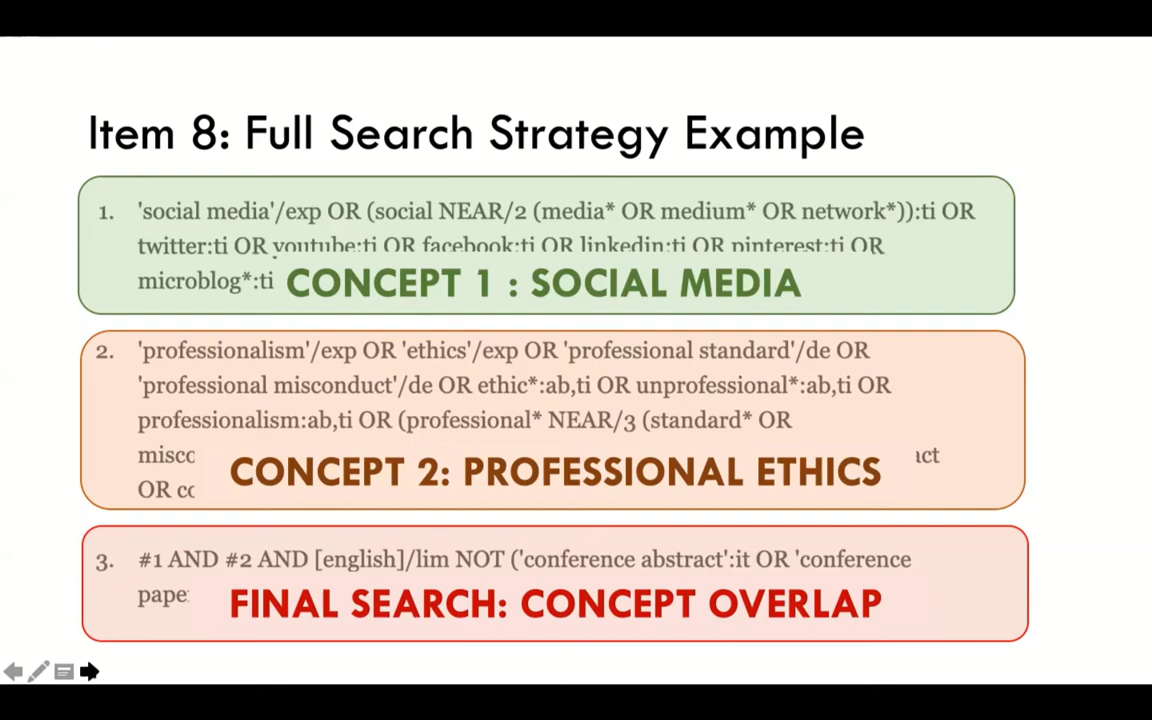 Item 8: Full Search Strategy Example
1. 'social media'/exp OR (social NEAR/2 (media* OR medium* OR network*)):ti OR
twitter:ti OR youtube:ti OR facebook:ti OR linkedin:ti OR pinterest:ti OR
microblog*:ti
CONCEPT 1 : SOCIAL MEDIA
2. 'professionalism'/exp OR 'ethics'/exp OR 'professional standard'/de OR
'professional misconduct'/de OR ethic*:ab,ti OR unprofessional*:ab,ti OR
professionalism:ab,ti OR (professional* NEAR/3 (standard* OR
OR
CONCEPT 2: PROFESSIONAL ETHICS
3. #1 AND #2 AND [english]/lim NOT ('conference abstract':it OR 'conference
FINAL SEARCH: CONCEPT OVERLAP